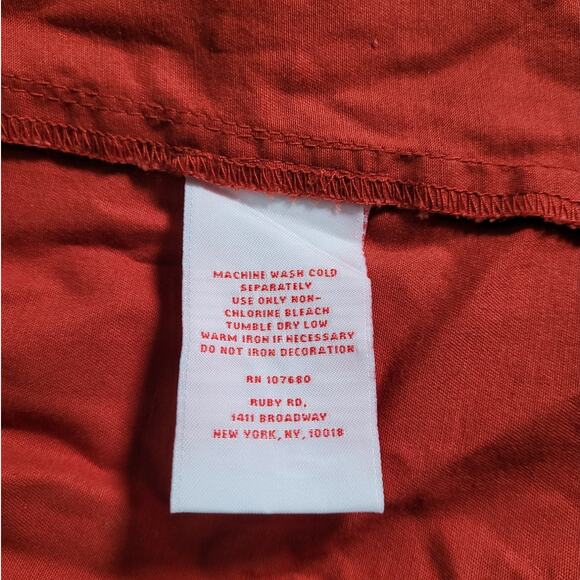 MACHINE WASH COLD
SEPARATELY
USE ONLY NON-
CHLORINE BLEACH
TUMBLE DRY LOW
WARM IRON IF NECESSARY
DO NOT IRON DECORATION
RN 107680
RUBY RD.
1411 BROADWAY
NEW YORK, NY, 10018